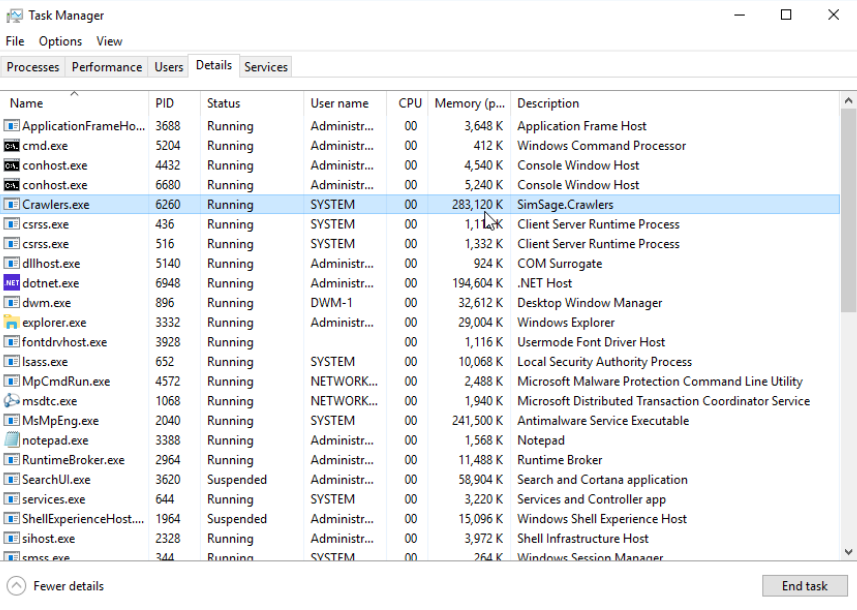 Task Manager
File Options View
Processes Performance Users Details Services
Name PID Status User name CPU Memory (p... Description
ApplicationFrameHo... 3688 Running Administr... 00 3,648 K Application Frame Host
cmd.exe 5204 Running Administr... 00 412 K Windows Command Processor
conhost.exe 4432 Running Administr... 00 4,540 K Console Window Host
conhost.exe 6680 Running Administr... 00 5,240 K Console Window Host
Crawlers.exe 6260 Running SYSTEM 00 283,120 K SimSage.Crawlers
csrss.exe 436 Running SYSTEM 00 K Client Server Runtime Process
csrss.exe 516 Running SYSTEM 00 1,332 K Client Server Runtime Process
dllhost.exe 5140 Running Administr... 00 924 K COM Surrogate
.NET dotnet.exe 6948 Running Administr... 00 194,604 K .NET Host
dwm.exe 896 Running DWM-1 00 32,612 K Desktop Window Manager
explorer.exe 3332 Running Administr... 00 29,004 K Windows Explorer
fontdrvhost.exe 3928 Running 00 1,116 K Usermode Font Driver Host
lsass.exe 652 Running SYSTEM 00 10,068 K Local Security Authority Process
MpCmdRun.exe 4572 Running NETWORK... 00 2,488 K Microsoft Malware Protection Command Line Utility
msdtc.exe 1068 Running NETWORK... 00 1,940 K Microsoft Distributed Transaction Coordinator Service
MsMpEng.exe 2040 Running SYSTEM 00 241,500 K Antimalware Service Executable
notepad.exe 3388 Running Administr... 00 1,568 K Notepad
RuntimeBroker.exe 2964 Running Administr... 00 11,488 K Runtime Broker
SearchUI.exe 3620 Suspended Administr... 00 58,904 K Search and Cortana application
services.exe 644 Running SYSTEM 00 3,220 K Services and Controller app
ShellExperienceHost.... 1964 Suspended Administr... 00 15,096 K Windows Shell Experience Host
sihost.exe 2328 Running Administr... 00 3,972 K Shell Infrastructure Host
smss.exe 344 Running SYSTEM 00 264 K Windows Session Manager
Fewer details End task